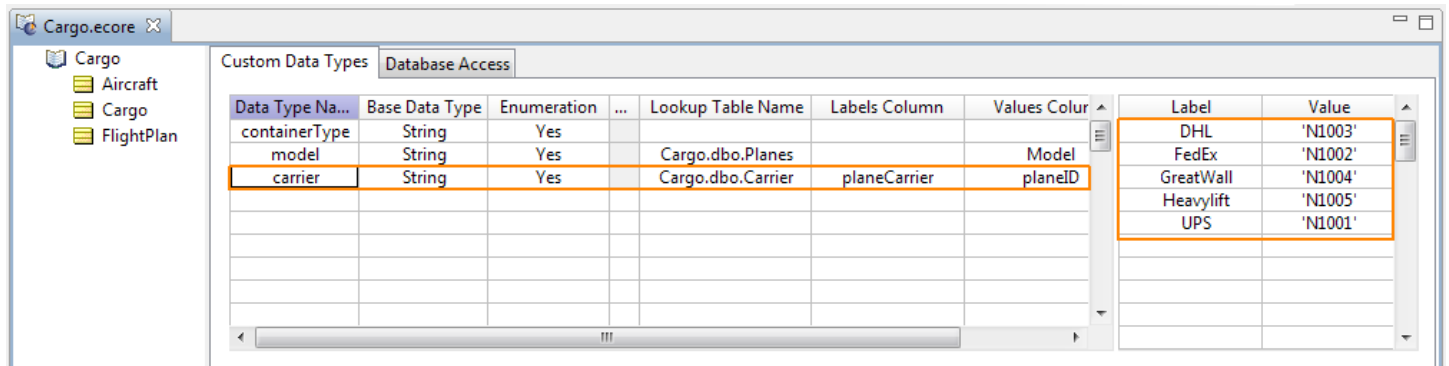 Cargo.ecore
Cargo
Aircraft
Cargo
FlightPlan
Custom Data Types Database Access
Data Type Na... Base Data Type Enumeration ... Lookup Table Name Labels Column Values Colur
containerType String Yes
model String Yes Cargo.dbo.Planes Model
carrier String Yes Cargo.dbo.Carrier planeCarrier planeID
Label Value
DHL 'N1003'
FedEx 'N1002'
GreatWall 'N1004'
Heavylift 'N1005'
UPS 'N1001'